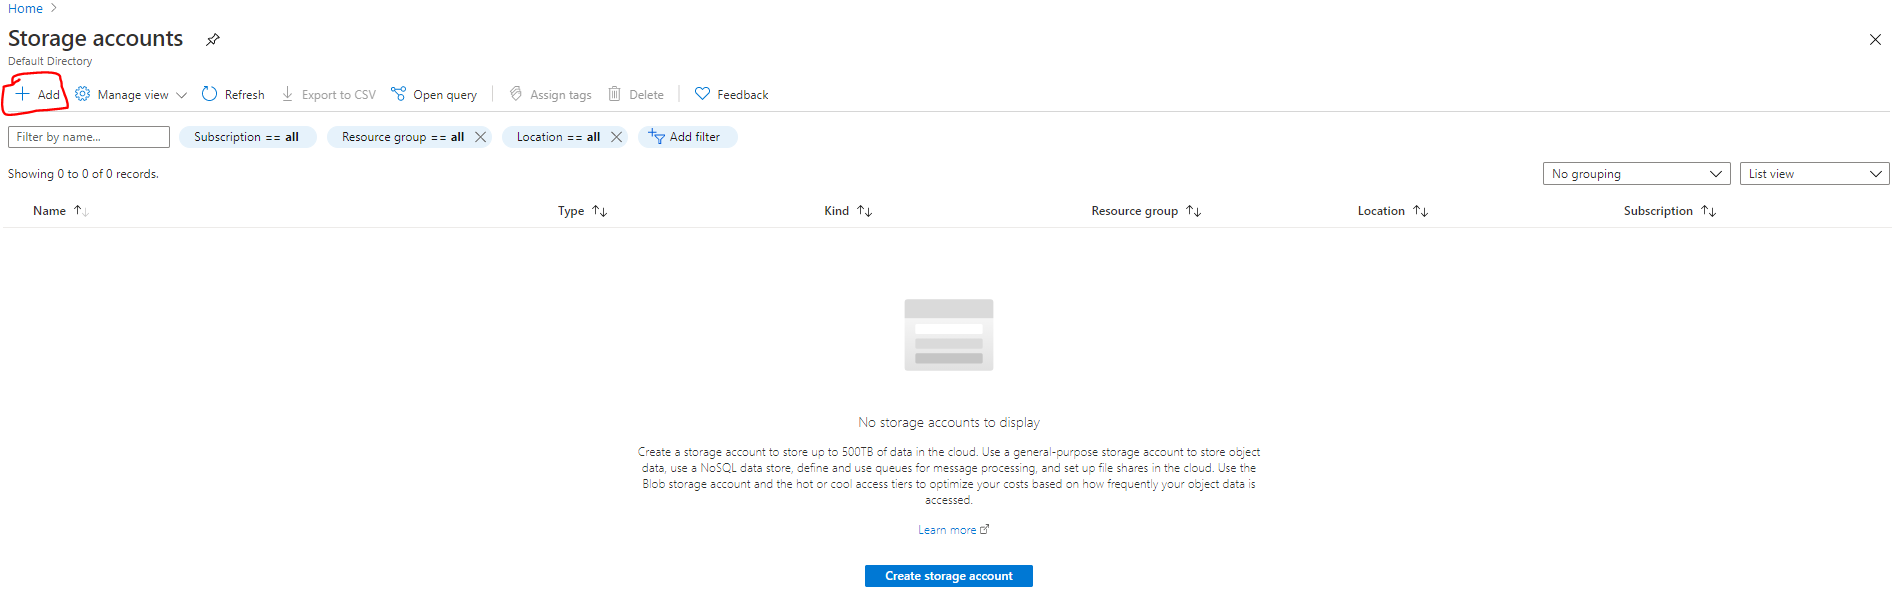 Home >
Storage accounts
Default Directory
+ Add Manage view Refresh Export to CSV Open query Assign tags Delete Feedback
Filter by name... Subscription == all Resource group == all Location == all Add filter
Showing 0 to 0 of 0 records. No grouping List view
Name Type Kind Resource group Location Subscription
No storage accounts to display
Create a storage account to store up to 500TB of data in the cloud. Use a general-purpose storage account to store object
data, use a NoSQL data store, define and use queues for message processing, and set up file shares in the cloud. Use the
Blob storage account and the hot or cool access tiers to optimize your costs based on how frequently your object data is
accessed.
Learn more
Create storage account